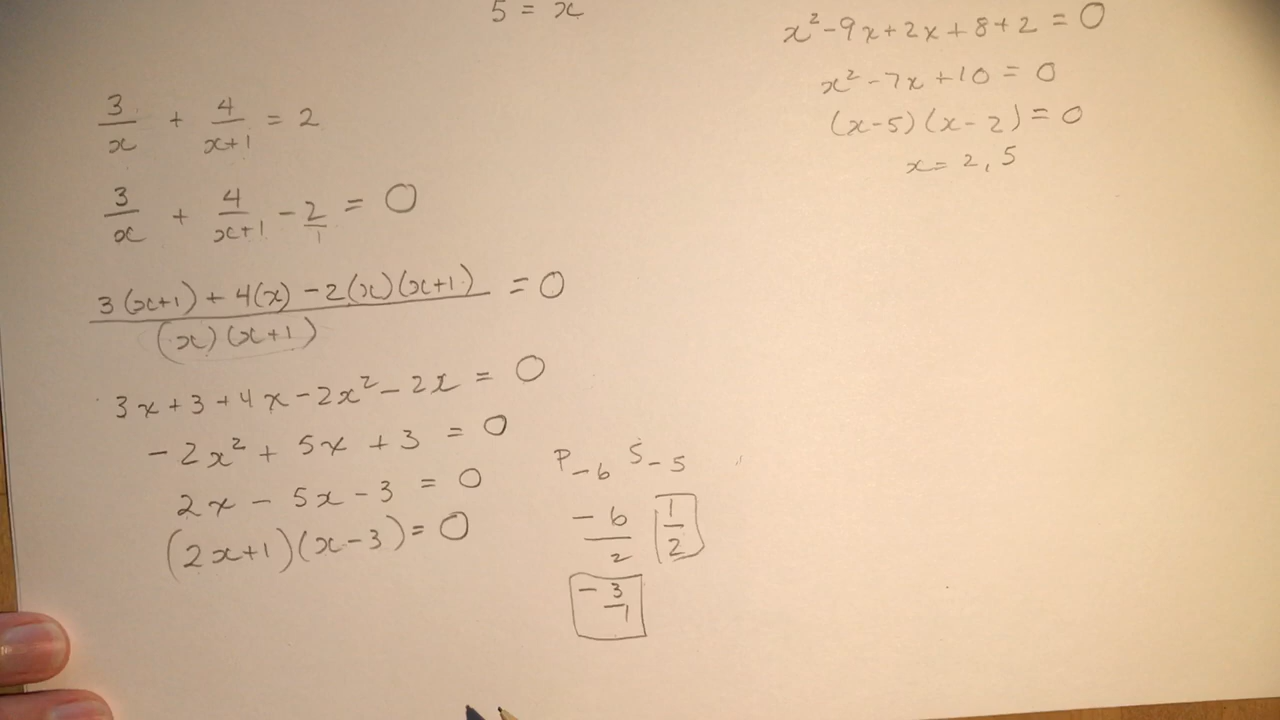 5 = x
3/x + 4/x+1 = 2
3/x + 4/x+1 - 2/1 = 0
3(x+1) + 4(x) - 2(x)(x+1) / (x)(x+1) = 0
3x + 3 + 4x - 2x² - 2x = 0
- 2x² + 5x + 3 = 0
2x - 5x - 3 = 0
(2x+1)(x-3) = 0
P -6 S -5
-6/2 1/2
-3/1
x² - 9x + 2x + 8 + 2 = 0
x² - 7x + 10 = 0
(x-5)(x-2) = 0
x = 2, 5